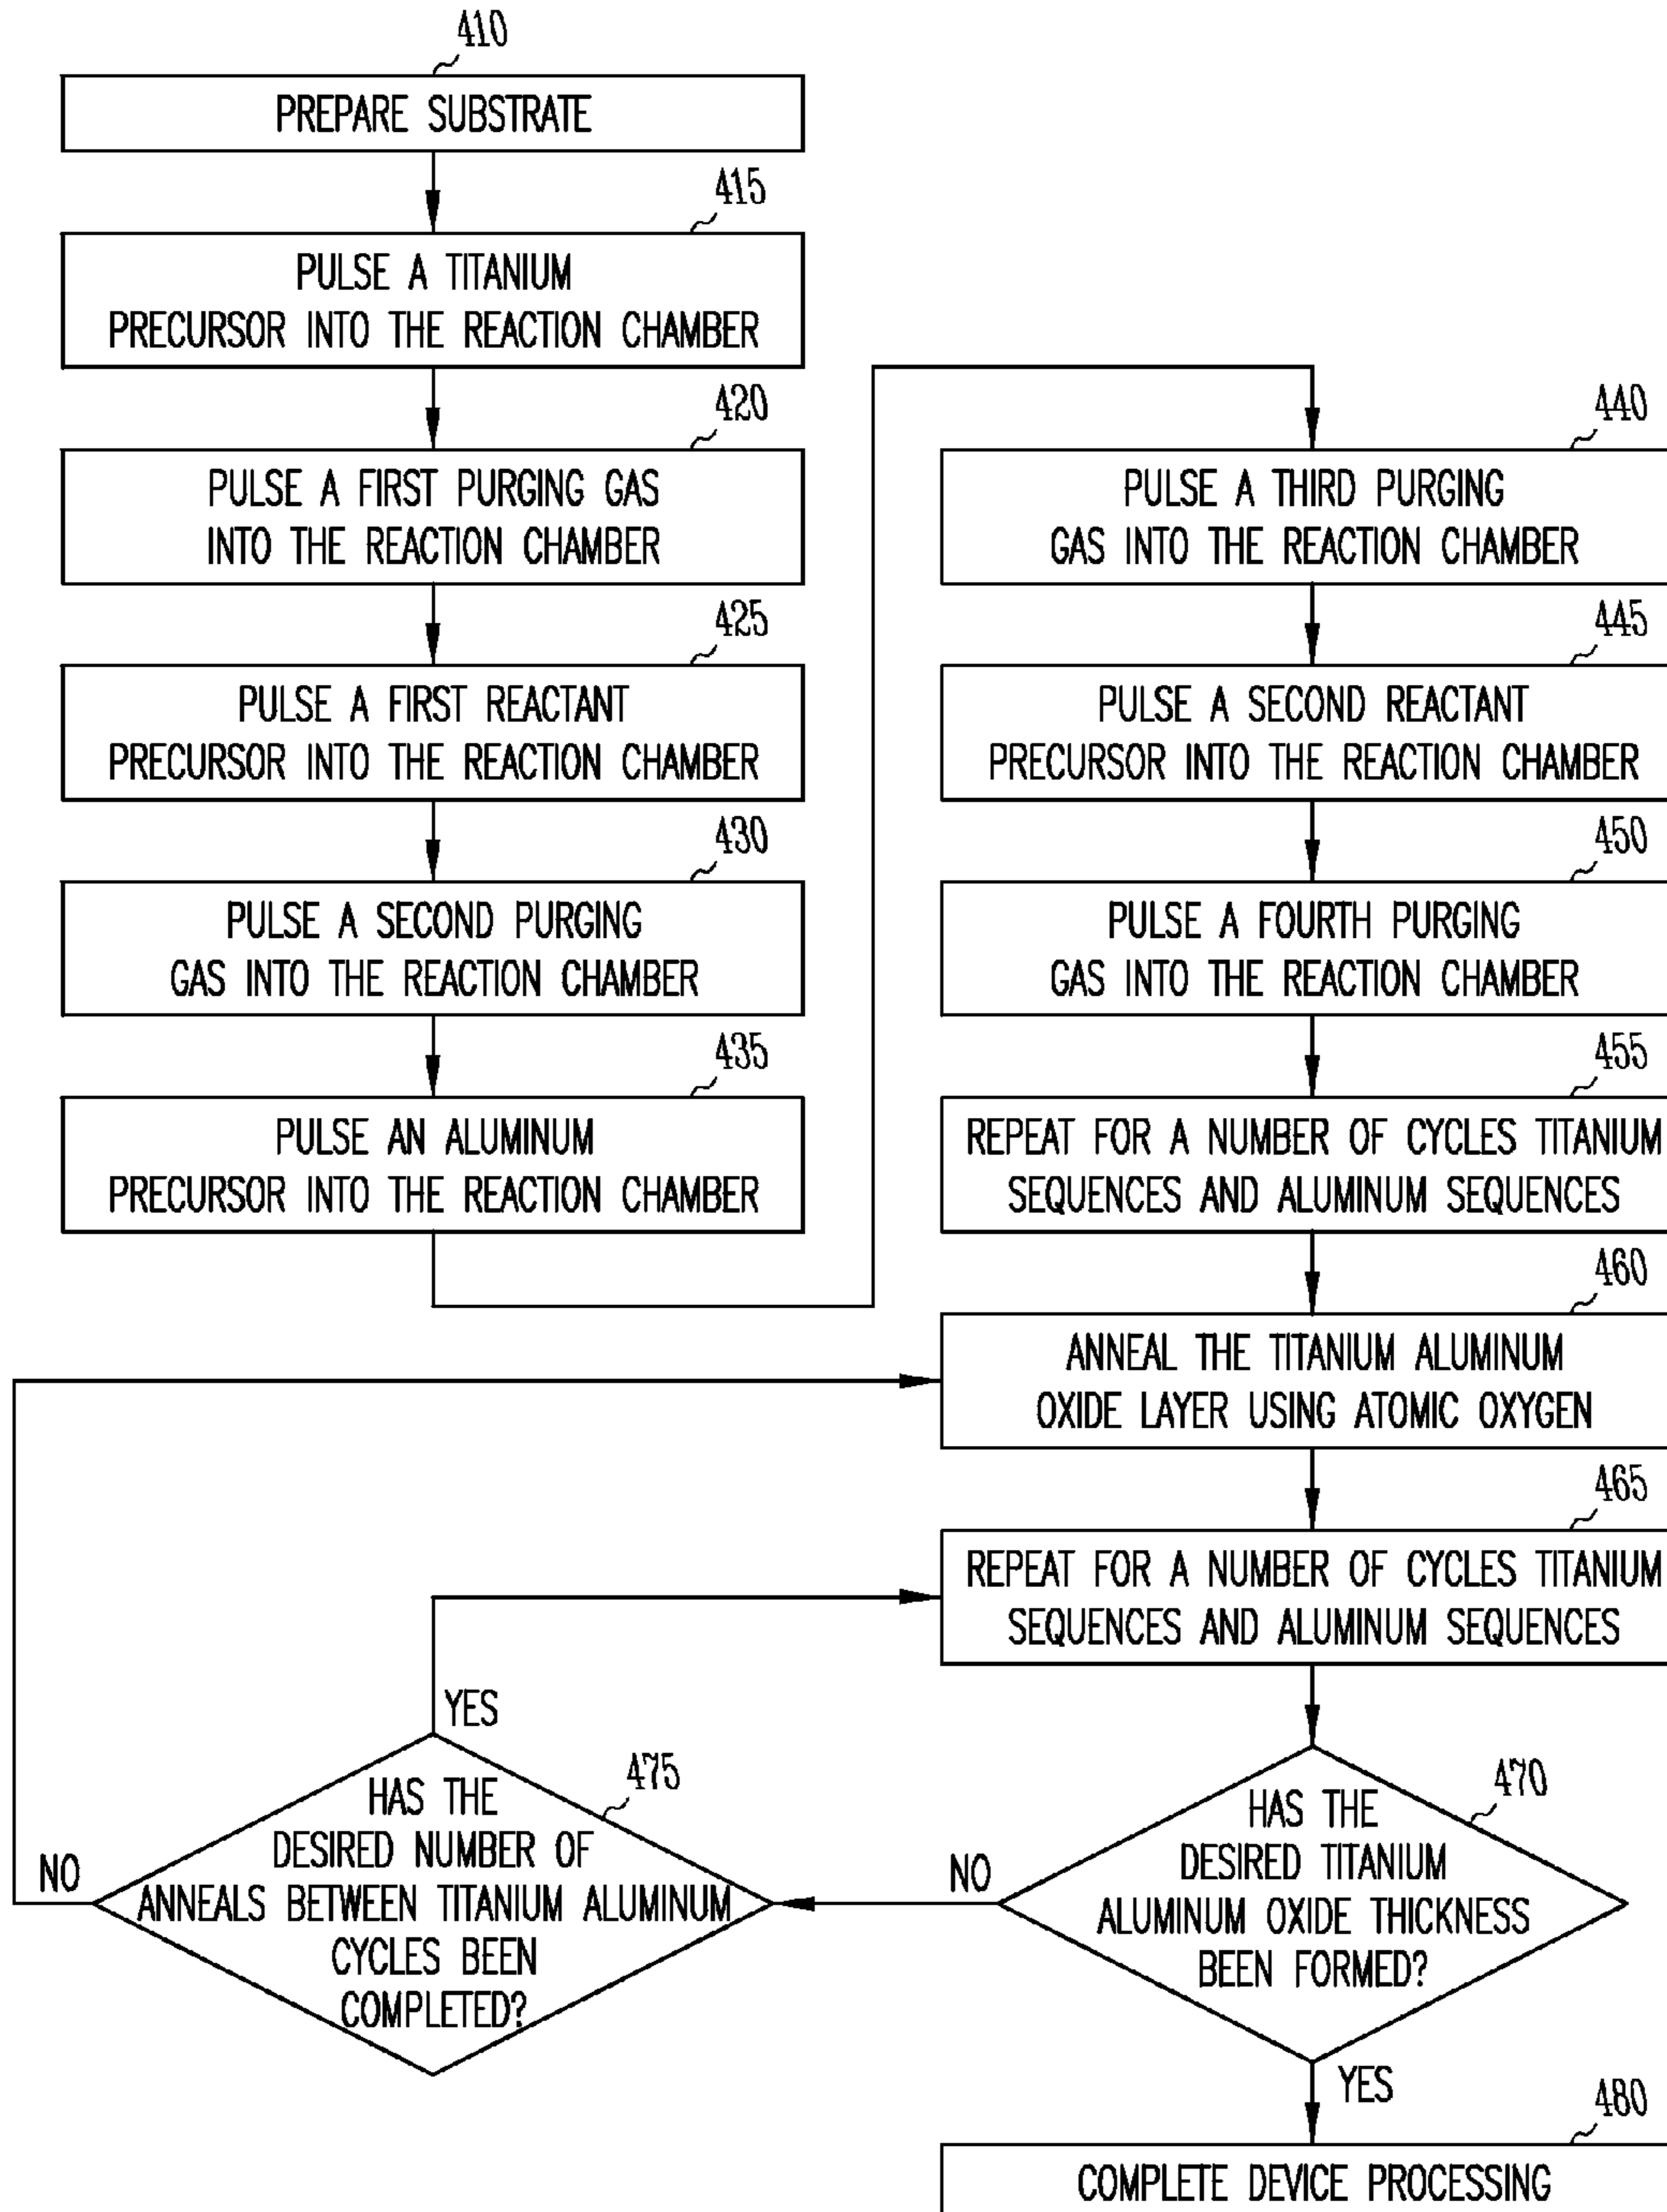 410
PREPARE SUBSTRATE
415
PULSE A TITANIUM
PRECURSOR INTO THE REACTION CHAMBER
420
PULSE A FIRST PURGING GAS
INTO THE REACTION CHAMBER
425
PULSE A FIRST REACTANT
PRECURSOR INTO THE REACTION CHAMBER
430
PULSE A SECOND PURGING
GAS INTO THE REACTION CHAMBER
435
PULSE AN ALUMINUM
PRECURSOR INTO THE REACTION CHAMBER
440
PULSE A THIRD PURGING
GAS INTO THE REACTION CHAMBER
445
PULSE A SECOND REACTANT
PRECURSOR INTO THE REACTION CHAMBER
450
PULSE A FOURTH PURGING
GAS INTO THE REACTION CHAMBER
455
REPEAT FOR A NUMBER OF CYCLES TITANIUM
SEQUENCES AND ALUMINUM SEQUENCES
460
ANNEAL THE TITANIUM ALUMINUM
OXIDE LAYER USING ATOMIC OXYGEN
465
REPEAT FOR A NUMBER OF CYCLES TITANIUM
SEQUENCES AND ALUMINUM SEQUENCES
470
HAS THE
DESIRED TITANIUM
ALUMINUM OXIDE THICKNESS
BEEN FORMED?
NO
YES
475
HAS THE
DESIRED NUMBER OF
ANNEALS BETWEEN TITANIUM ALUMINUM
CYCLES BEEN
COMPLETED?
YES
NO
480
COMPLETE DEVICE PROCESSING